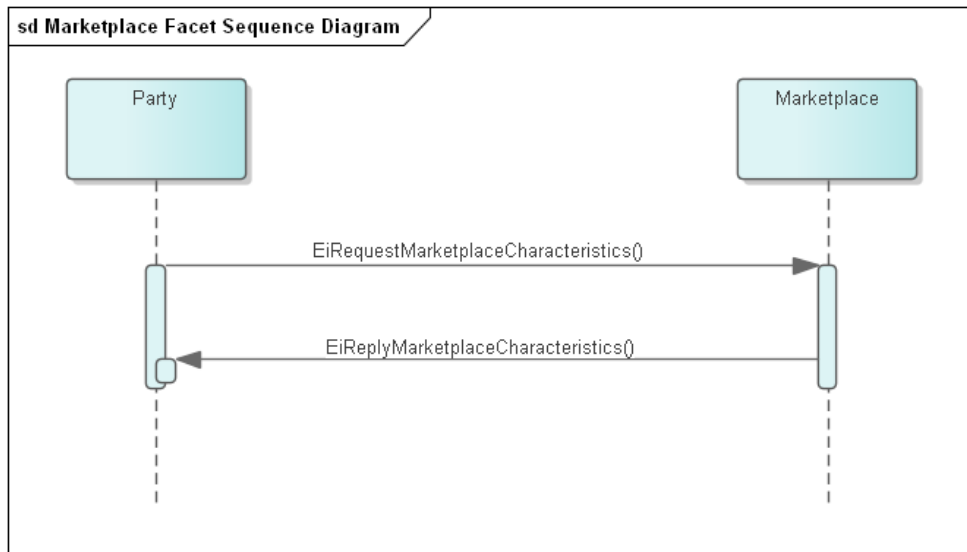 sd Marketplace Facet Sequence Diagram
Party
Marketplace
EiRequestMarketplaceCharacteristics()
EiReplyMarketplaceCharacteristics()